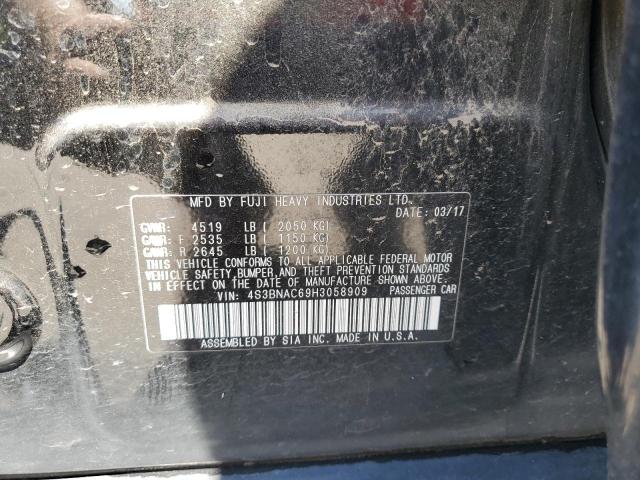 MFD BY FUJI HEAVY INDUSTRIES LTD.
DATE: 03/17
GVWR: 4519 LB ( 2050 KG)
GAWR: F 2535 LB ( 1150 KG)
GAWR: R 2645 LB ( 1200 KG)
THIS VEHICLE CONFORMS TO ALL APPLICABLE FEDERAL MOTOR
VEHICLE SAFETY, BUMPER, AND THEFT PREVENTION STANDARDS
IN EFFECT ON THE DATE OF MANUFACTURE SHOWN ABOVE.
VIN: 4S3BNAC69H3058909 PASSENGER CAR
ASSEMBLED BY SIA INC. MADE IN U.S.A.